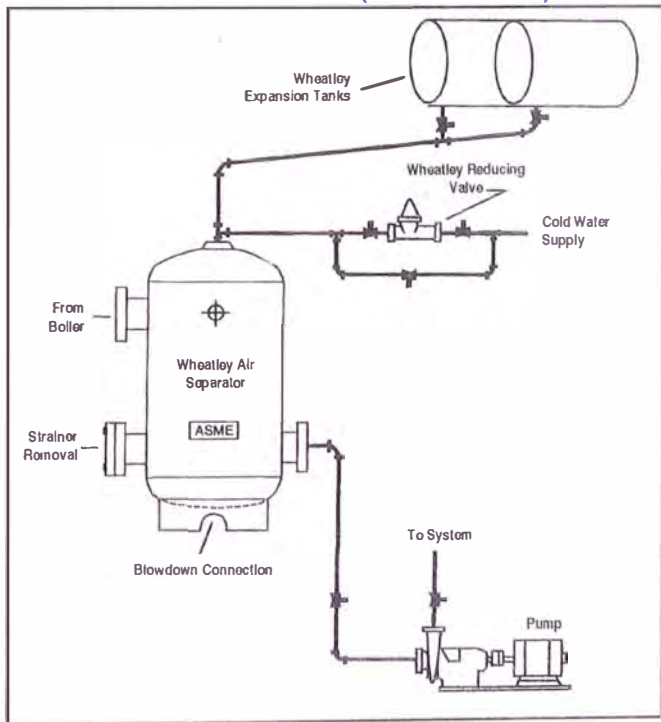 Wheatley
Expansion Tanks
Wheatley Reducing
Valve
Cold Water
Supply
From
Boiler
Wheatley Air
Separator
ASME
Strainer
Removal
Blowdown Connection
To System
Pump